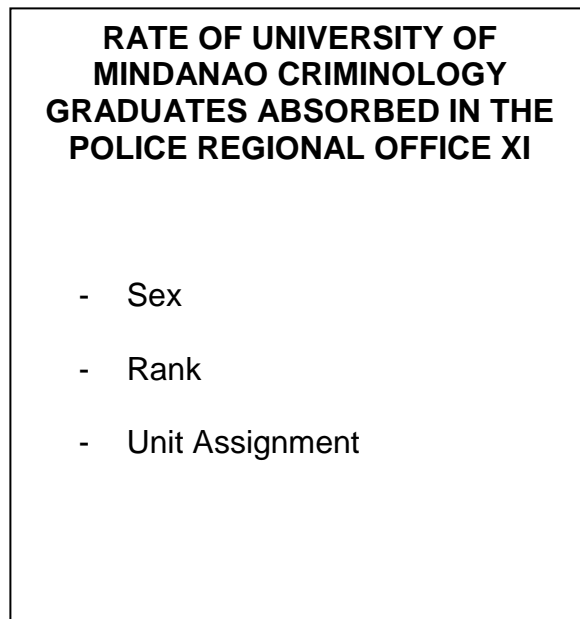 RATE OF UNIVERSITY OF
MINDANAO CRIMINOLOGY
GRADUATES ABSORBED IN THE
POLICE REGIONAL OFFICE XI
- Sex
- Rank
- Unit Assignment